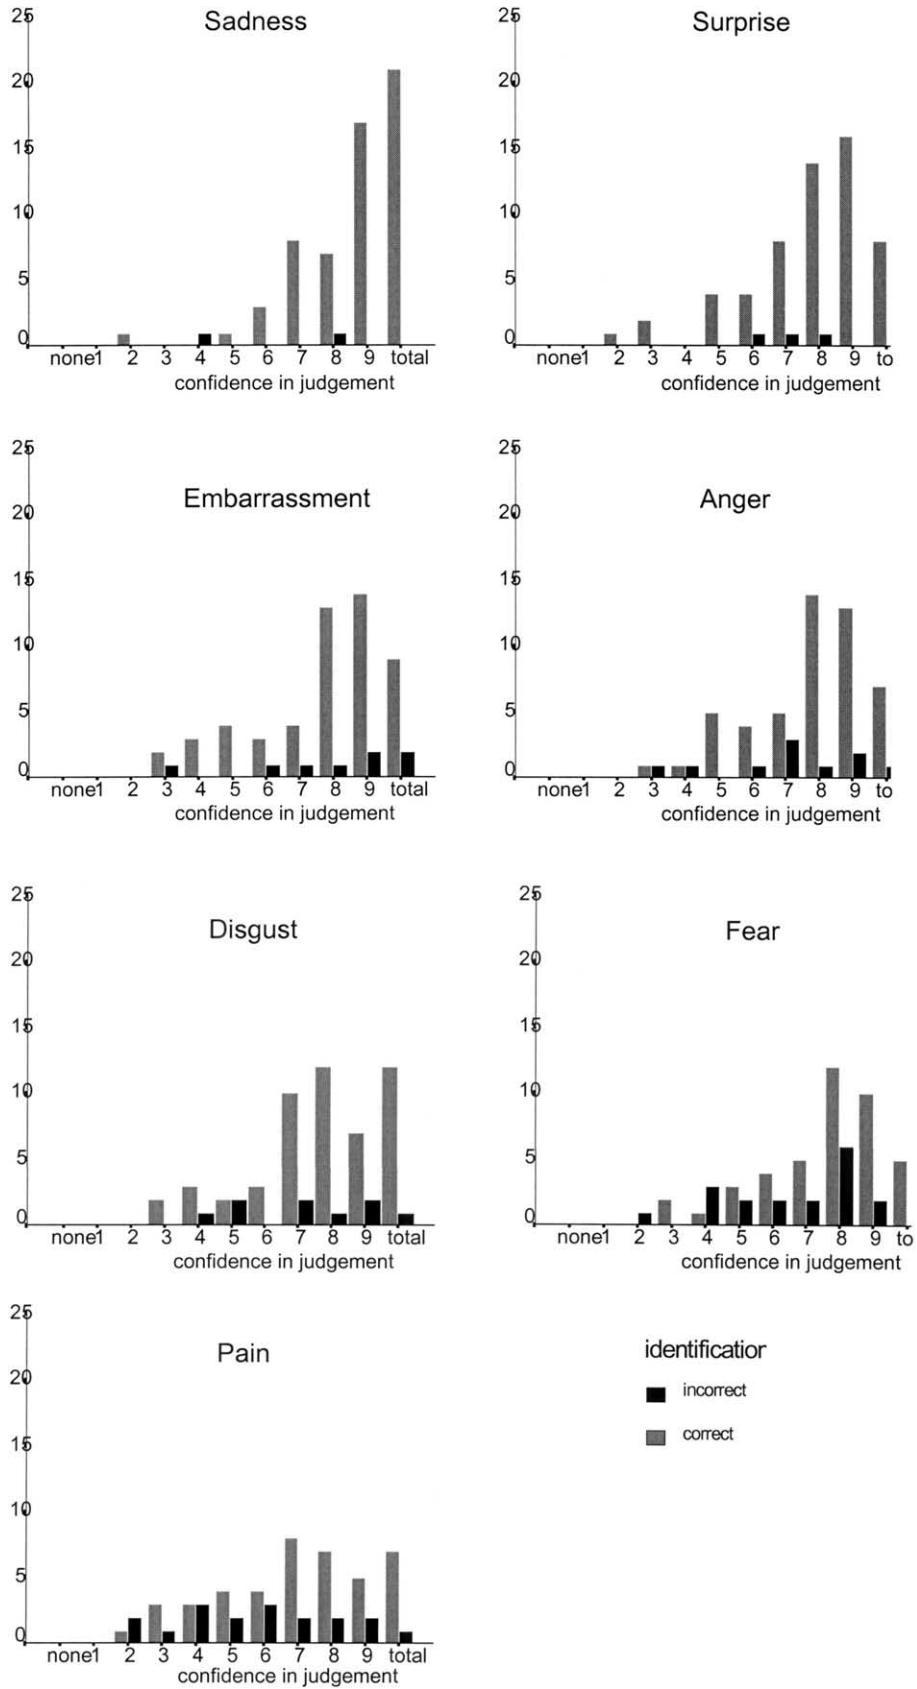 Sadness
25
20
15
10
5
0
none1 2 3 4 5 6 7 8 9 total
confidence in judgement
Surprise
25
20
15
10
5
0
none1 2 3 4 5 6 7 8 9 to
confidence in judgement
Embarrassment
25
20
15
10
5
0
none1 2 3 4 5 6 7 8 9 total
confidence in judgement
Anger
25
20
15
10
5
0
none1 2 3 4 5 6 7 8 9 to
confidence in judgement
Disgust
25
20
15
10
5
0
none1 2 3 4 5 6 7 8 9 total
confidence in judgement
Fear
25
20
15
10
5
0
none1 2 3 4 5 6 7 8 9 to
confidence in judgement
Pain
25
20
15
10
5
0
none1 2 3 4 5 6 7 8 9 total
confidence in judgement
identification
incorrect
correct